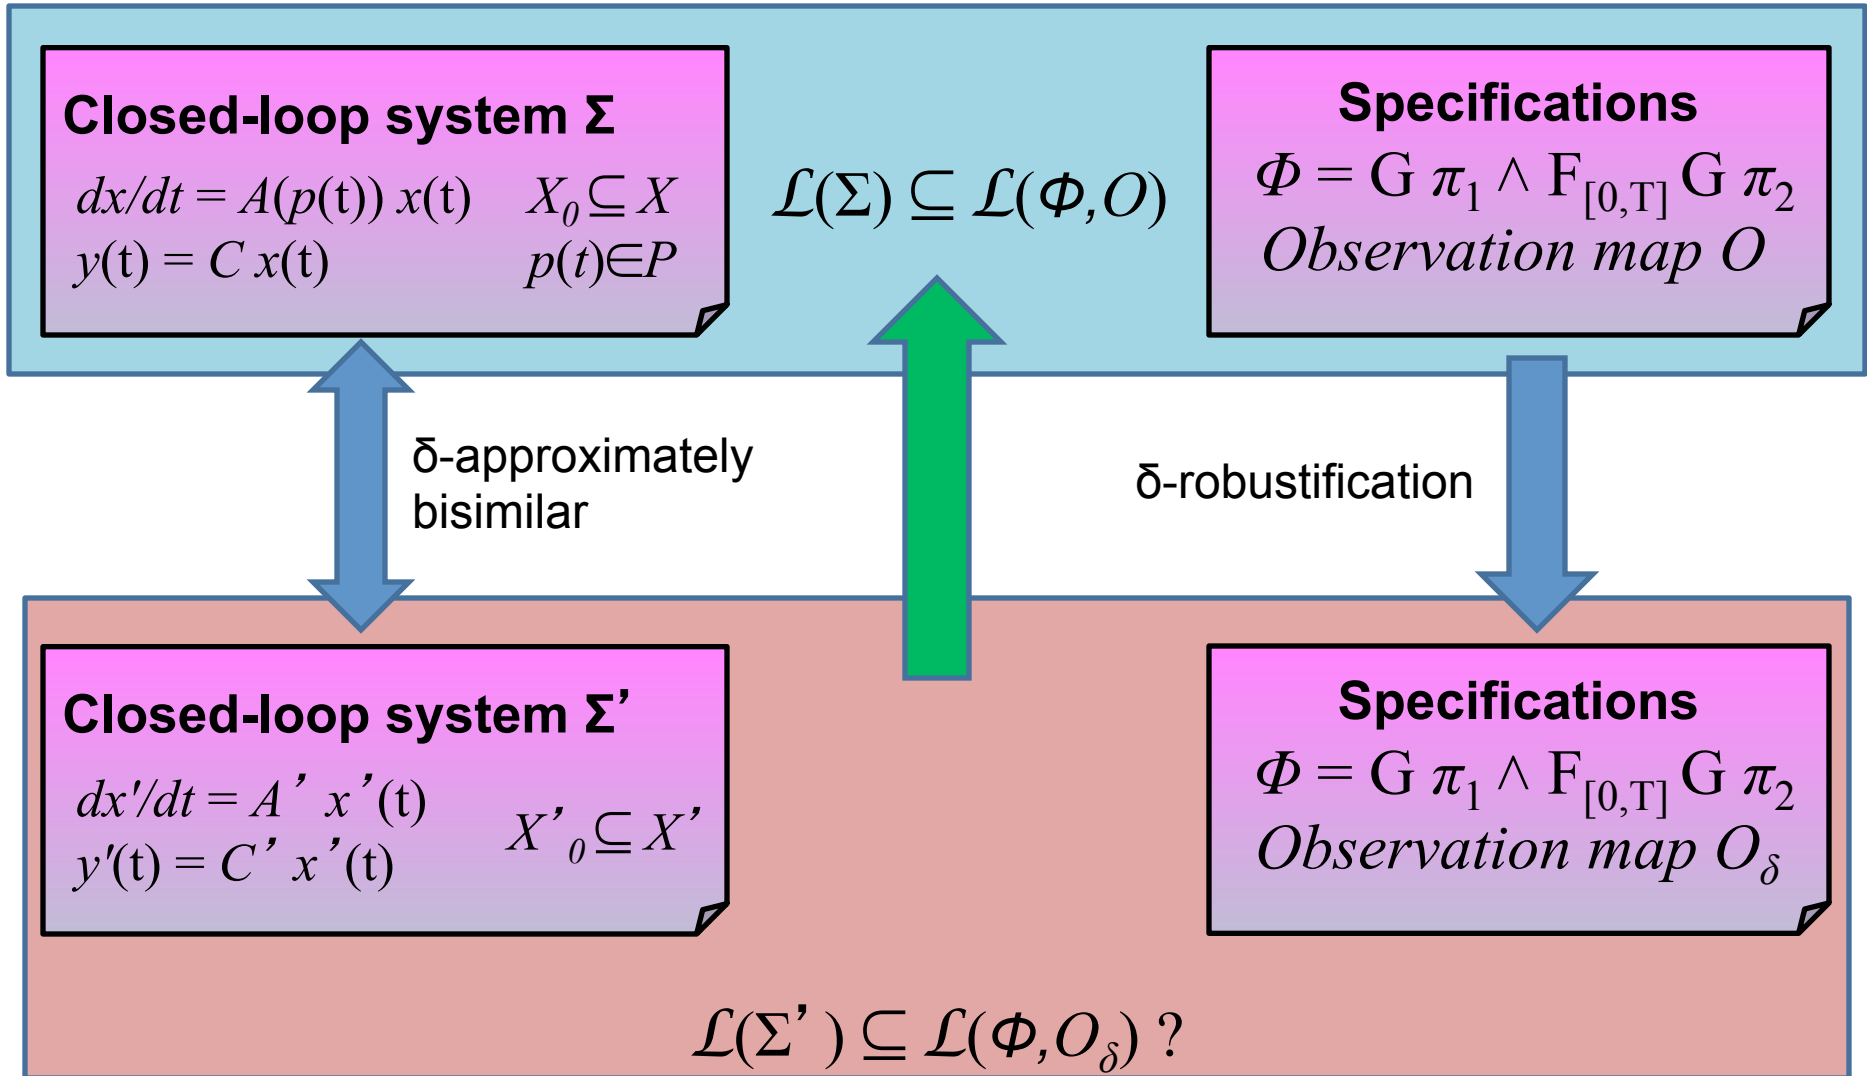 Closed-loop system Σ
dx/dt = A(p(t)) x(t)    X₀ ⊆ X
y(t) = C x(t)    p(t)∈P
ℒ(Σ) ⊆ ℒ(Φ,O)
Specifications
Φ = G π₁ ∧ F[0,T] G π₂
Observation map O
δ-approximately
bisimilar
δ-robustification
Closed-loop system Σ’
dx'/dt = A’ x’(t)
y'(t) = C’ x’(t)
X’₀ ⊆ X’
Specifications
Φ = G π₁ ∧ F[0,T] G π₂
Observation map Oδ
ℒ(Σ’) ⊆ ℒ(Φ,Oδ) ?